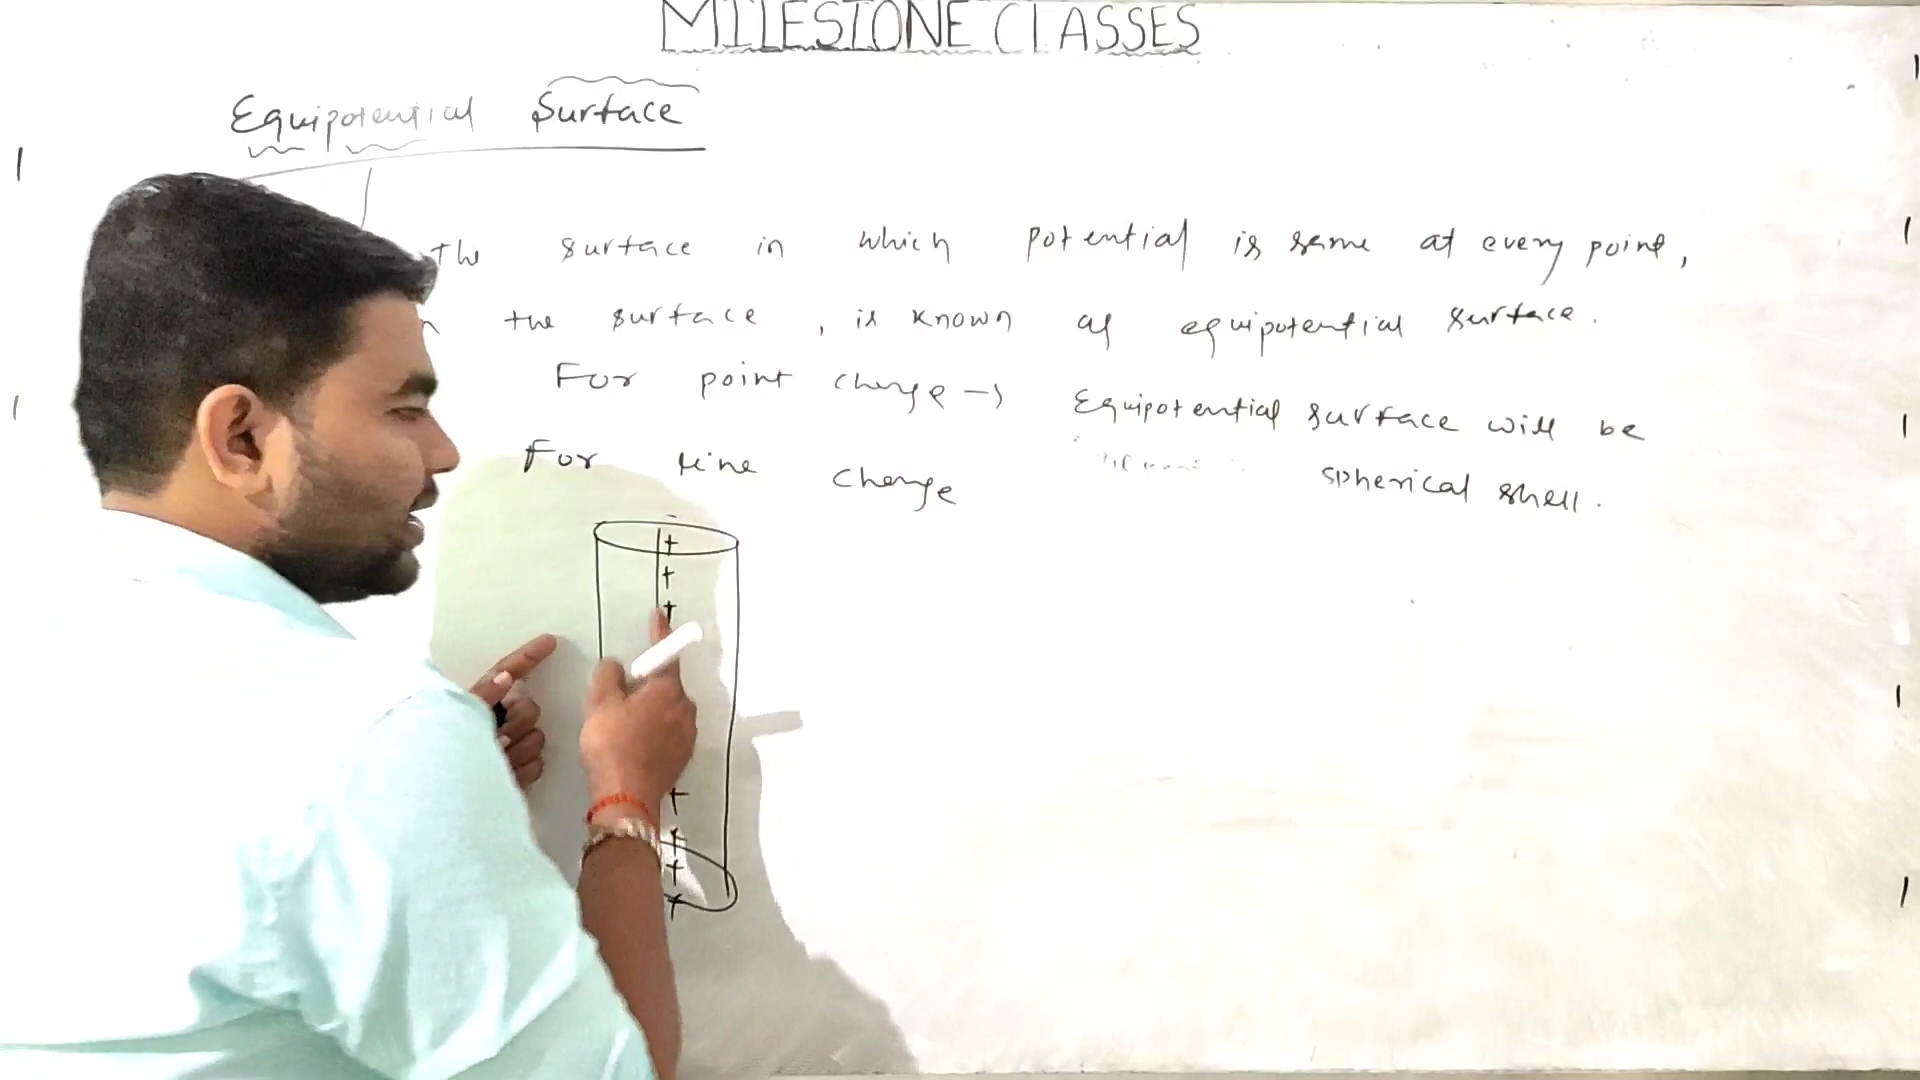 MILESTONE CLASSES
Equipotential Surface
The surface in which potential is same at every point,
the surface, is known as equipotential surface.
For point charge → Equipotential surface will be
spherical shell.
For line charge
+
+
+
+
+
+
+